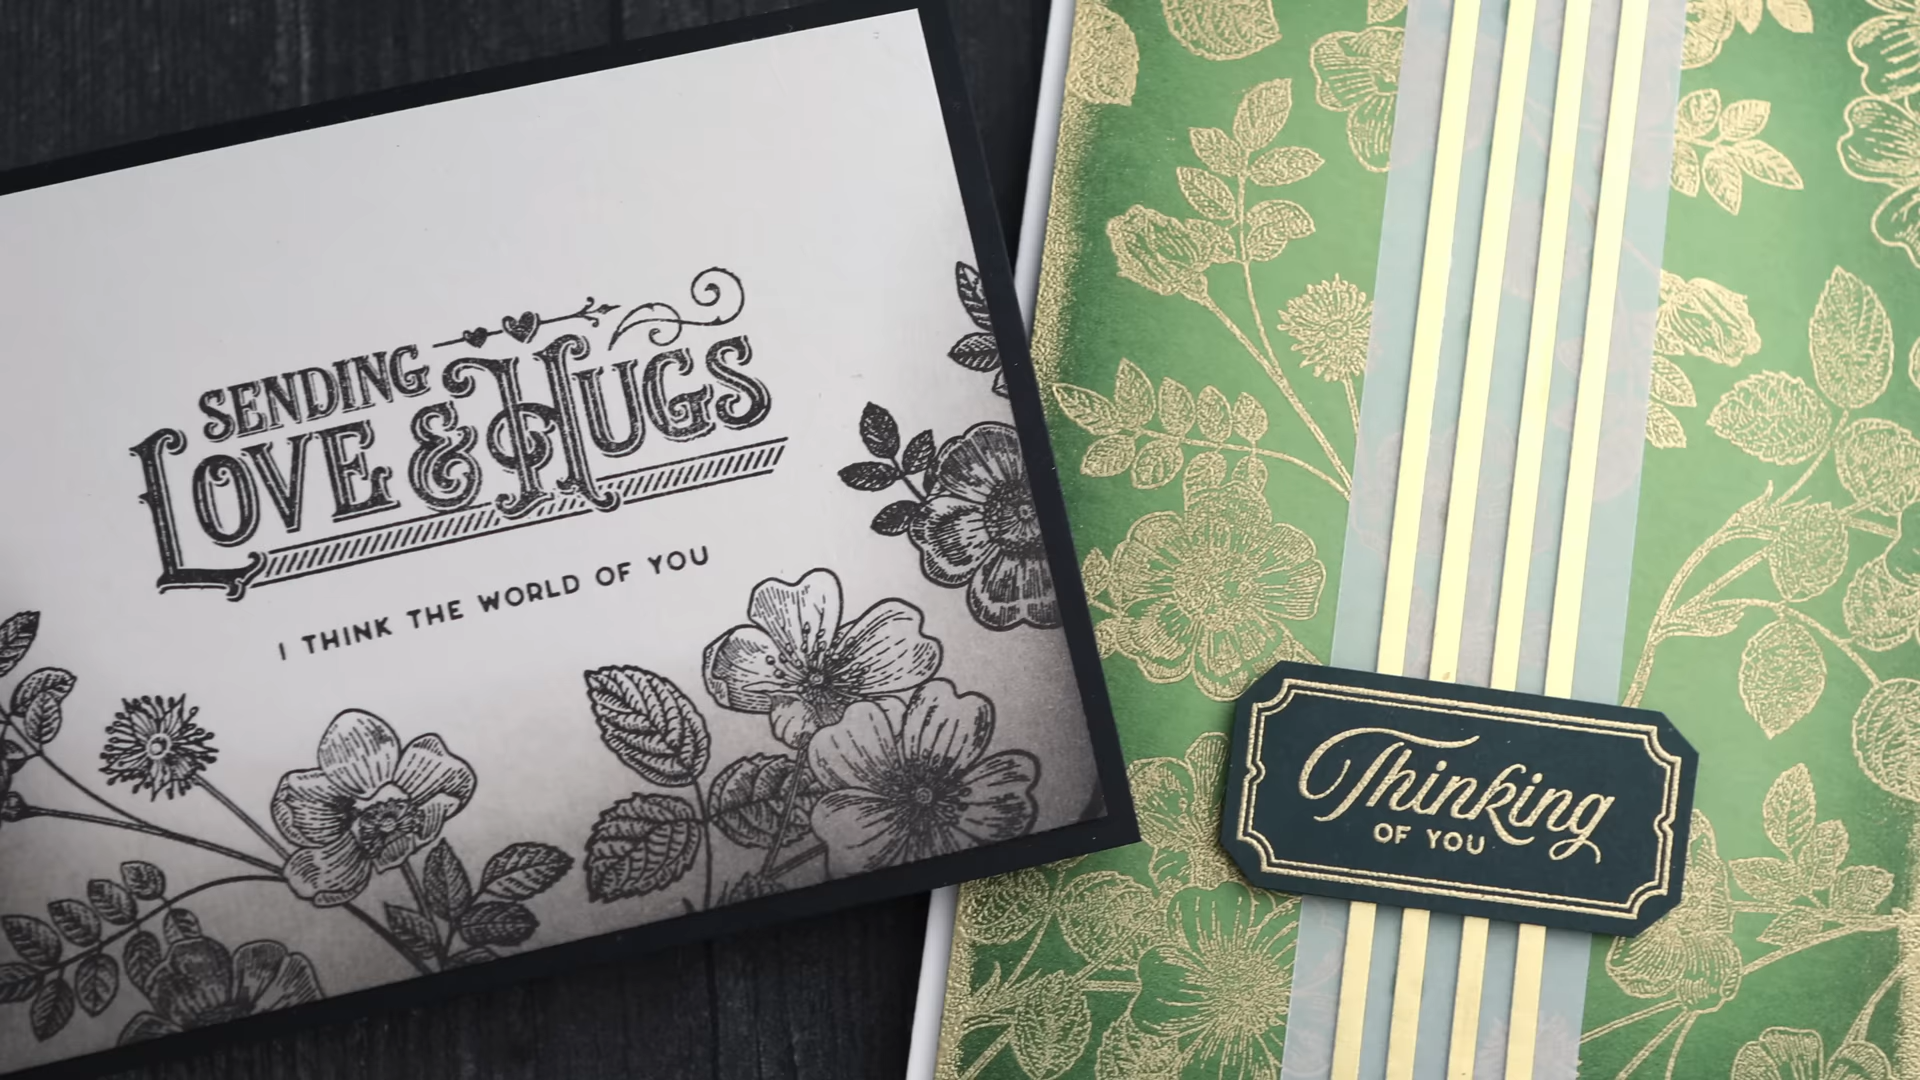 SENDING
LOVE & HUGS
I THINK THE WORLD OF YOU
Thinking
OF YOU